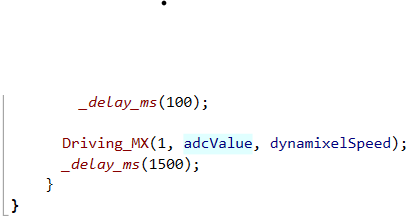 _delay_ms(100);
Driving_MX(1, adcValue, dynamixelSpeed);
_delay_ms(1500);
}
}